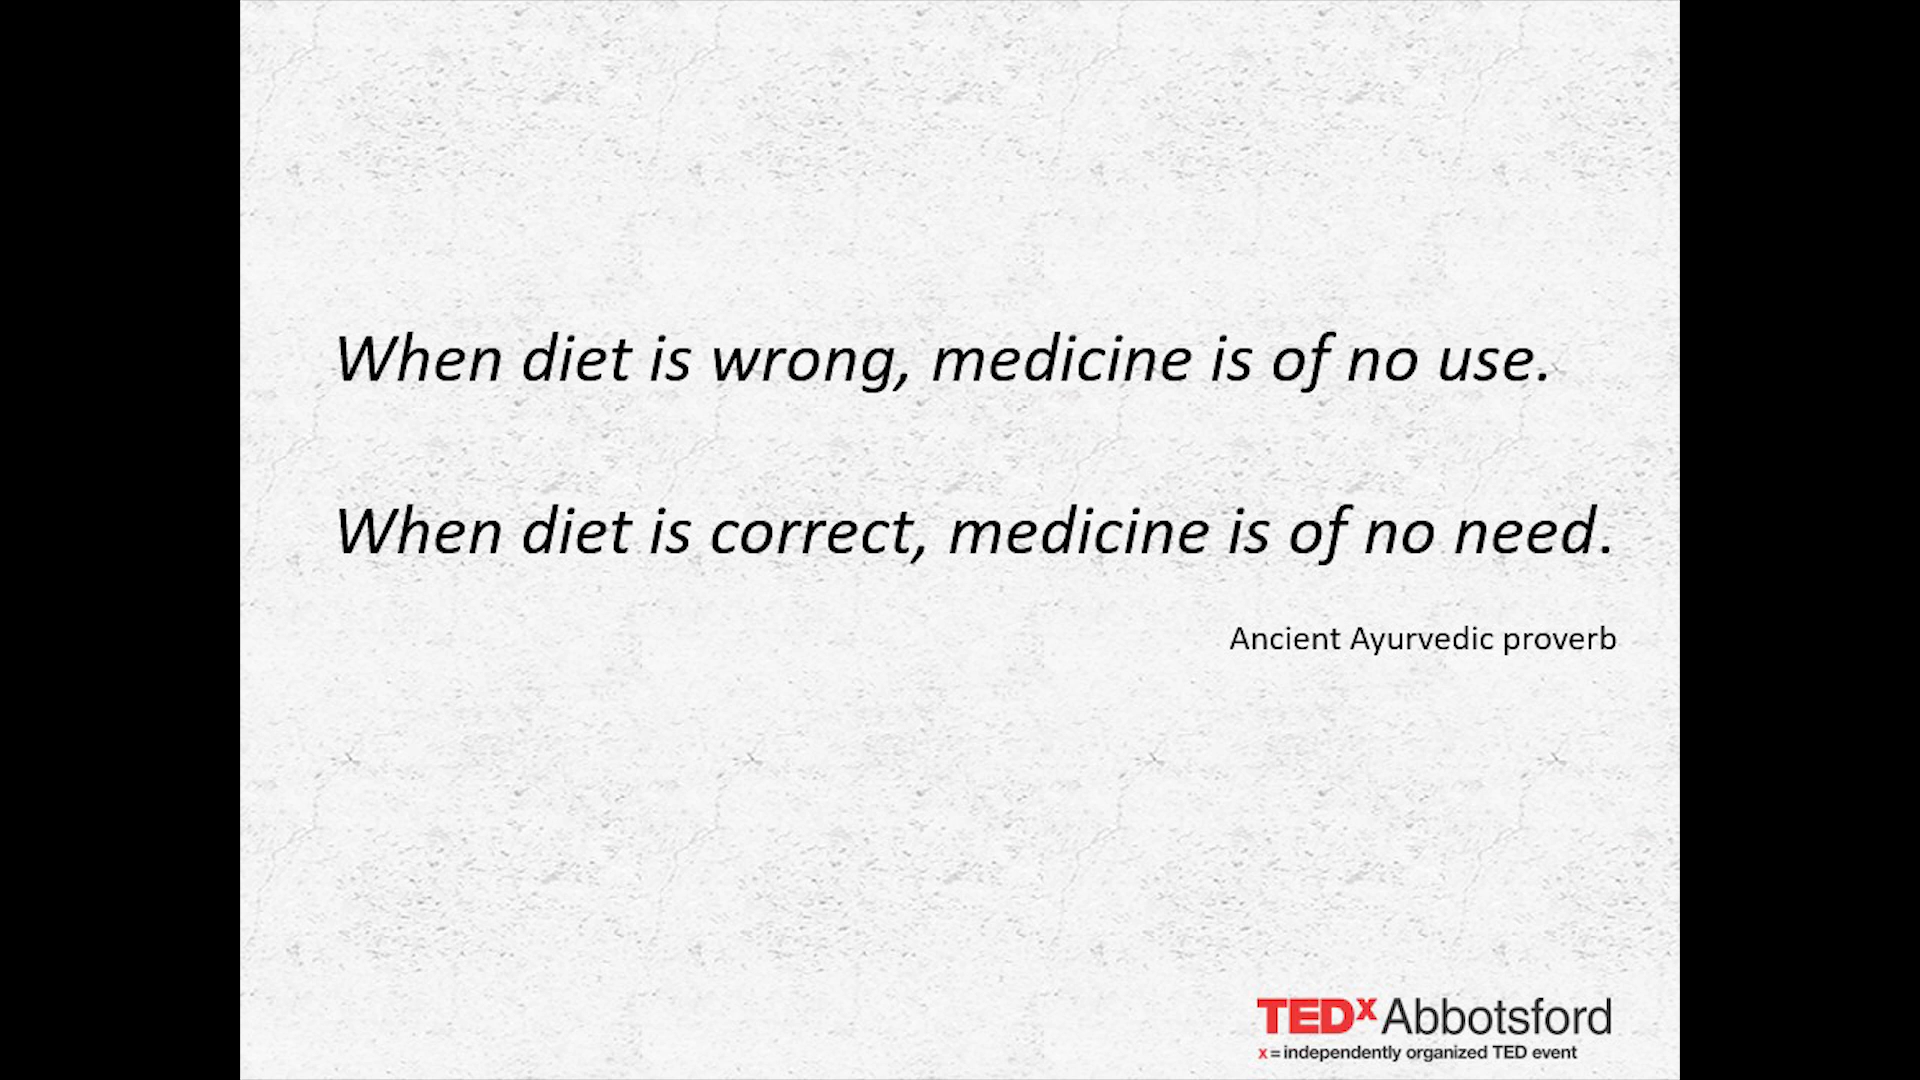 When diet is wrong, medicine is of no use.
When diet is correct, medicine is of no need.
Ancient Ayurvedic proverb
TEDx Abbotsford
x = independently organized TED event